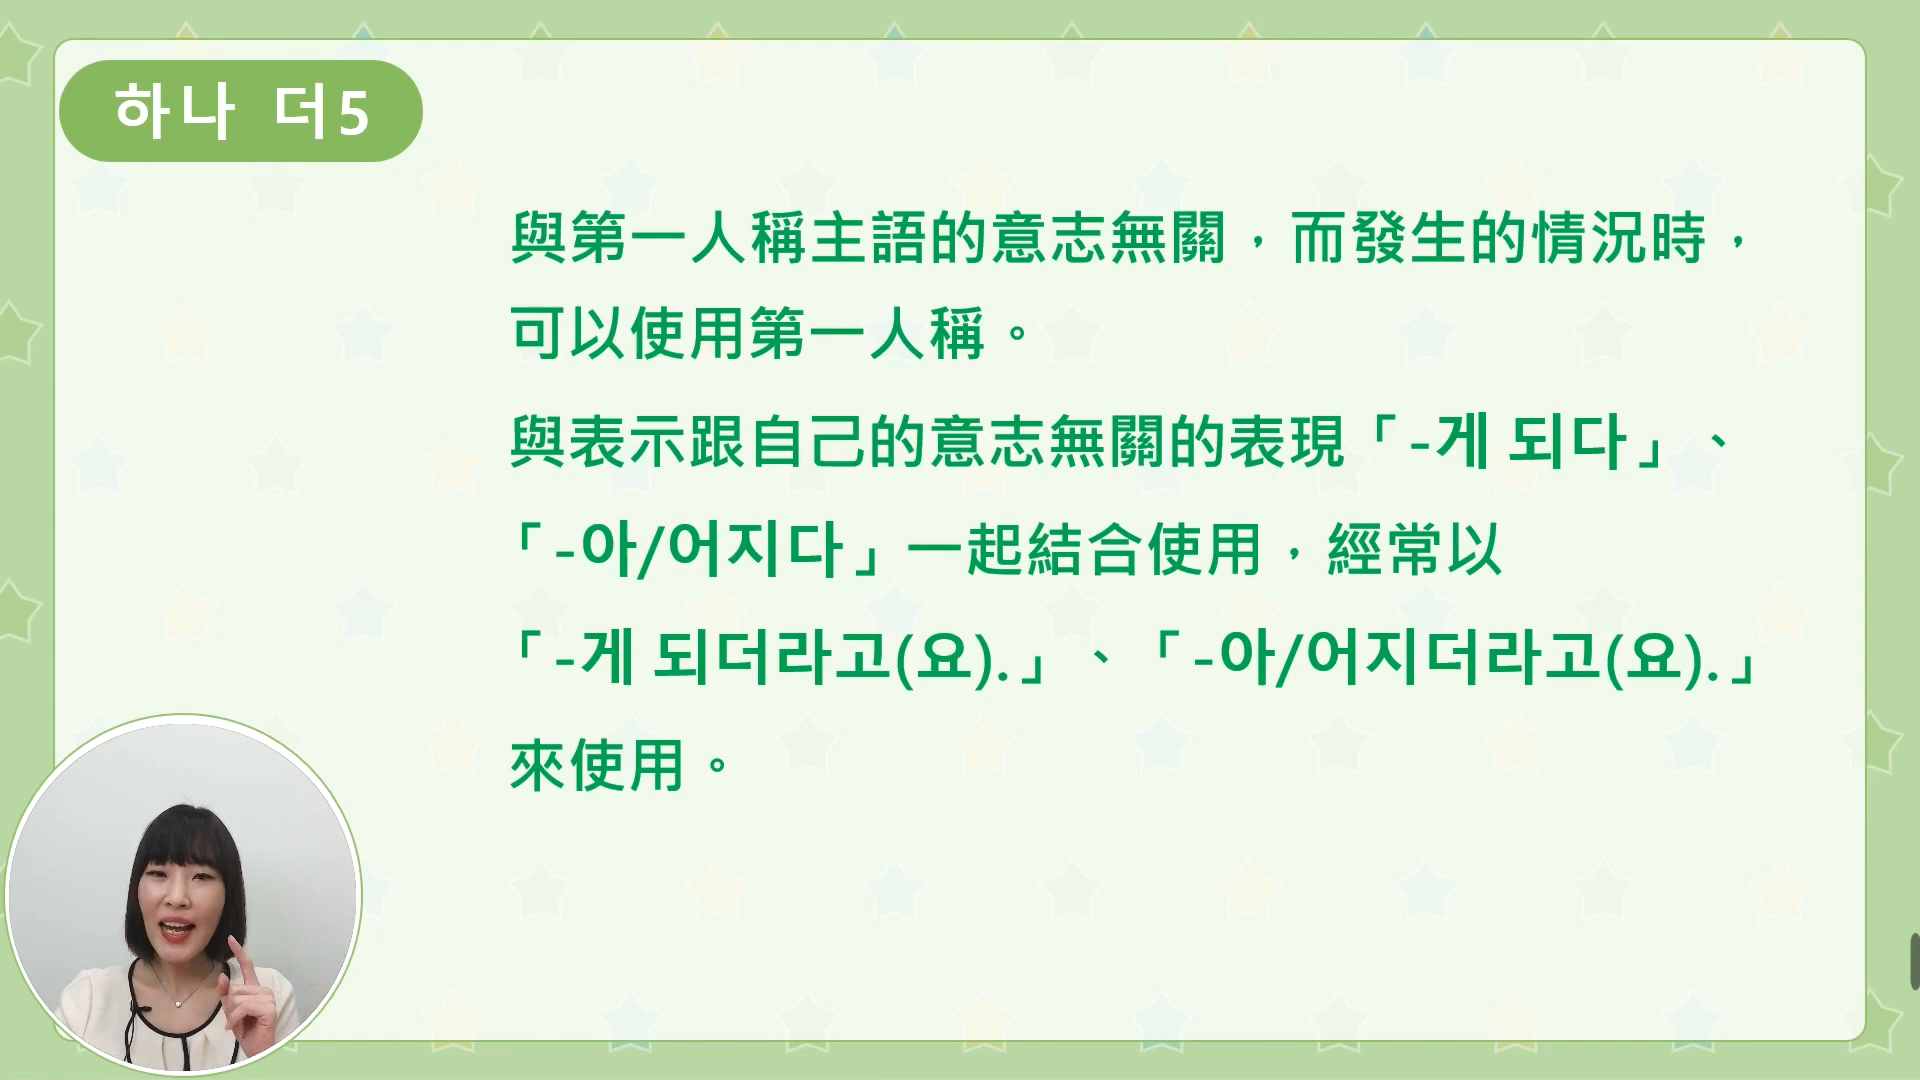 하나 더5
與第一人稱主語的意志無關，而發生的情況時，
可以使用第一人稱。
與表示跟自己的意志無關的表現「-게 되다」、
「-아/어지다」一起結合使用，經常以
「-게 되더라고(요).」、「-아/어지더라고(요).」
來使用。